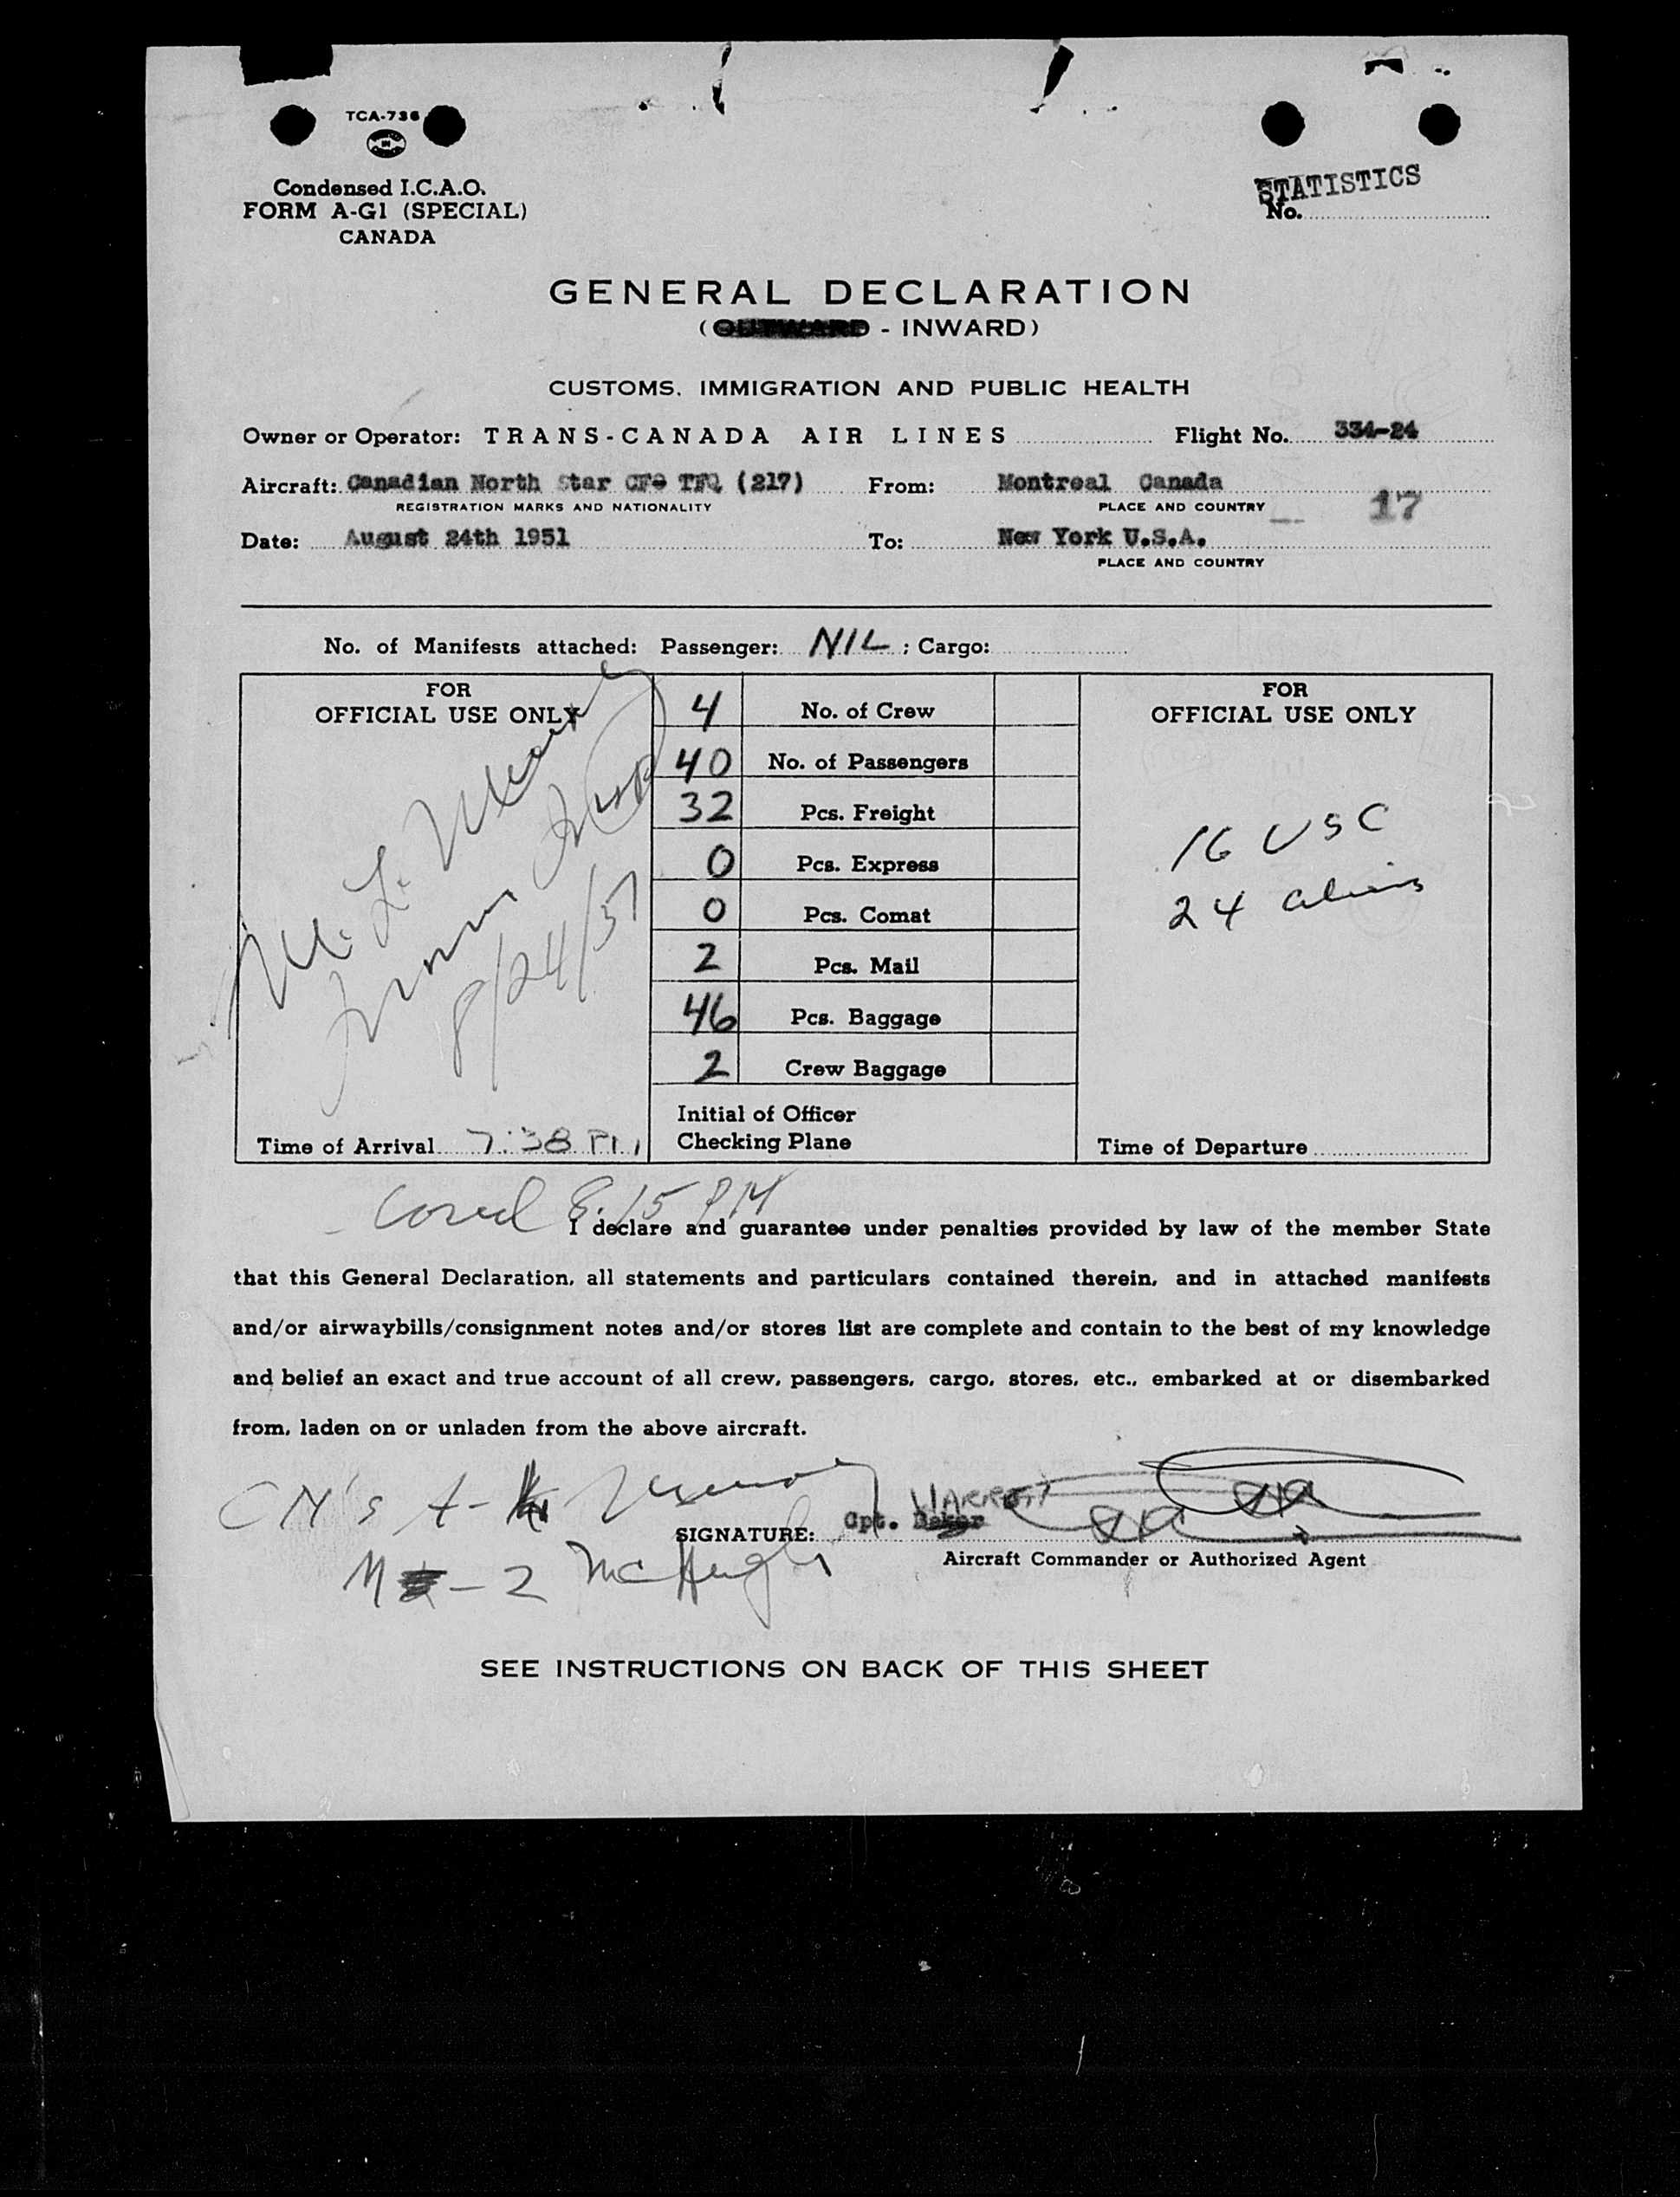 TCA-736
Condensed I.C.A.O.
FORM A-G1 (SPECIAL)
CANADA
STATISTICS
No.
GENERAL DECLARATION
(OUTWARD - INWARD)
CUSTOMS, IMMIGRATION AND PUBLIC HEALTH
Owner or Operator: TRANS-CANADA AIR LINES Flight No. 334-24
Aircraft: Canadian North Star CF- TFQ (217) From: Montreal Canada
REGISTRATION MARKS AND NATIONALITY PLACE AND COUNTRY 17
Date: August 24th 1951 To: New York U.S.A.
PLACE AND COUNTRY
No. of Manifests attached: Passenger: NIL ; Cargo:
FOR
OFFICIAL USE ONLY
M. L.
8/24/51
Time of Arrival 7:38 PM
4 No. of Crew
40 No. of Passengers
32 Pcs. Freight
0 Pcs. Express
0 Pcs. Comat
2 Pcs. Mail
46 Pcs. Baggage
2 Crew Baggage
Initial of Officer
Checking Plane
FOR
OFFICIAL USE ONLY
16 USC
24 aliens
Time of Departure
8:15 PM
I declare and guarantee under penalties provided by law of the member State
that this General Declaration, all statements and particulars contained therein, and in attached manifests
and/or airwaybills/consignment notes and/or stores list are complete and contain to the best of my knowledge
and belief an exact and true account of all crew, passengers, cargo, stores, etc., embarked at or disembarked
from, laden on or unladen from the above aircraft.
CM's
SIGNATURE: Cpt. Baker
Aircraft Commander or Authorized Agent
- 2 McHugh
SEE INSTRUCTIONS ON BACK OF THIS SHEET